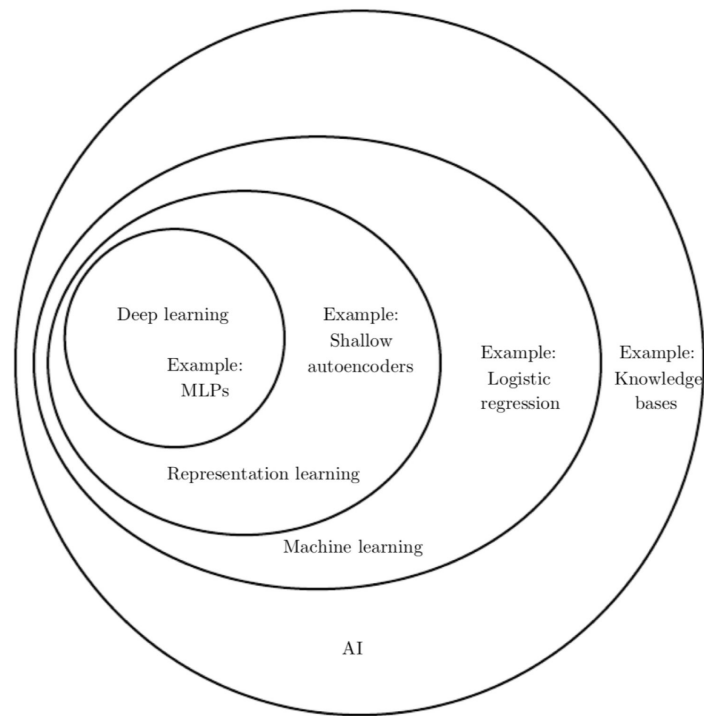 Deep learning
Example:
MLPs
Example:
Shallow
autoencoders
Example:
Logistic
regression
Example:
Knowledge
bases
Representation learning
Machine learning
AI